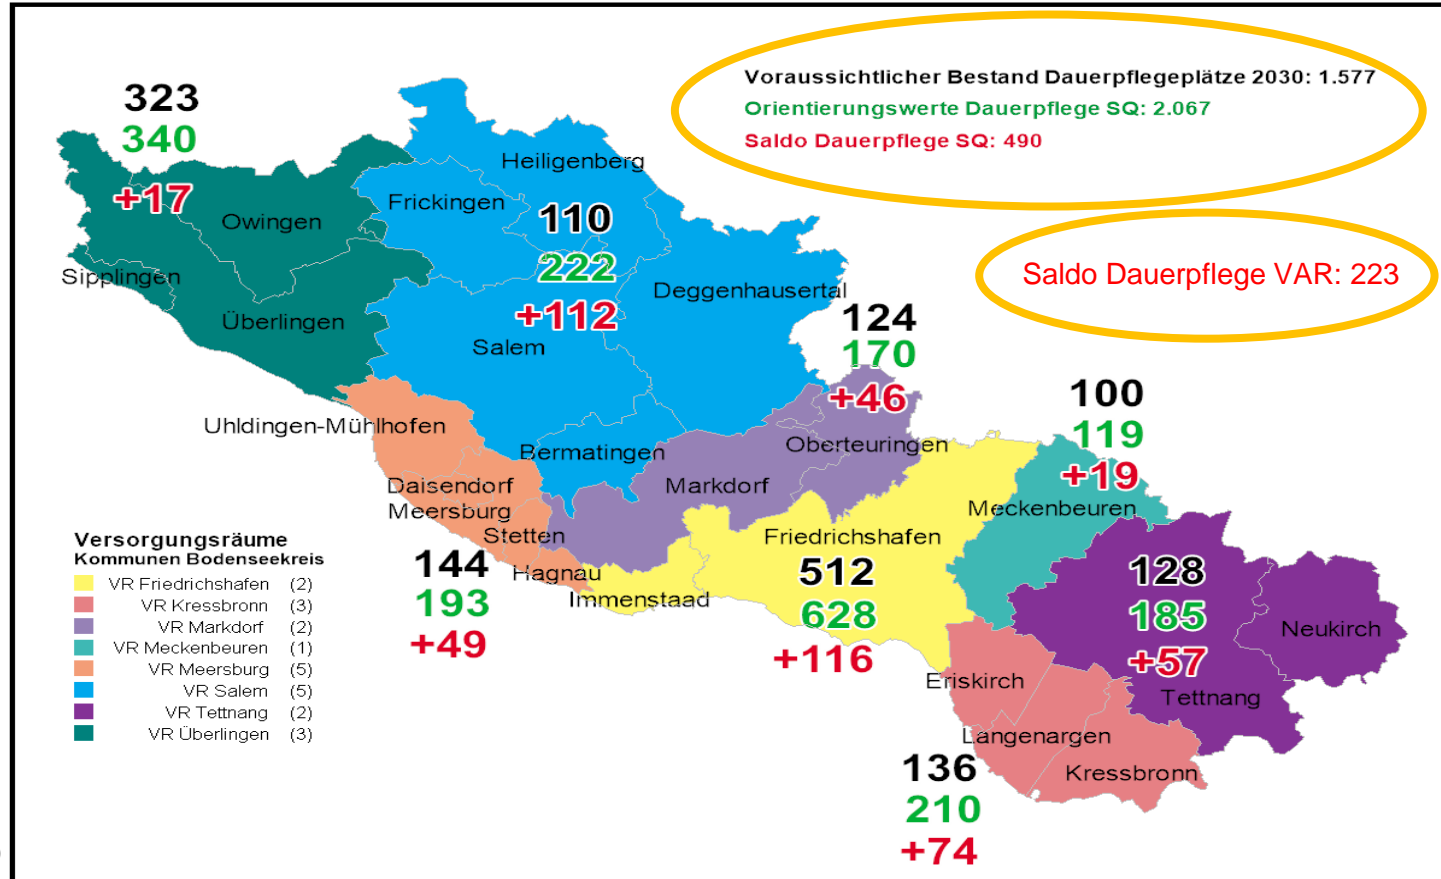 Voraussichtlicher Bestand Dauerpflegeplätze 2030: 1.577
Orientierungswerte Dauerpflege SQ: 2.067
Saldo Dauerpflege SQ: 490
Saldo Dauerpflege VAR: 223
323
340
+17
Owingen
Sipplingen
Überlingen
Heiligenberg
Frickingen
110
222
+112
Deggenhausertal
Salem
Bermatingen
124
170
+46
Oberteuringen
Markdorf
Uhldingen-Mühlhofen
Daisendorf
Meersburg
Stetten
Hagnau
144
193
+49
Immenstaad
Friedrichshafen
512
628
+116
100
119
+19
Meckenbeuren
128
185
+57
Neukirch
Tettnang
Eriskirch
Langenargen
Kressbronn
136
210
+74
Versorgungsräume
Kommunen Bodenseekreis
VR Friedrichshafen (2)
VR Kressbronn (3)
VR Markdorf (2)
VR Meckenbeuren (1)
VR Meersburg (5)
VR Salem (5)
VR Tettnang (2)
VR Überlingen (3)